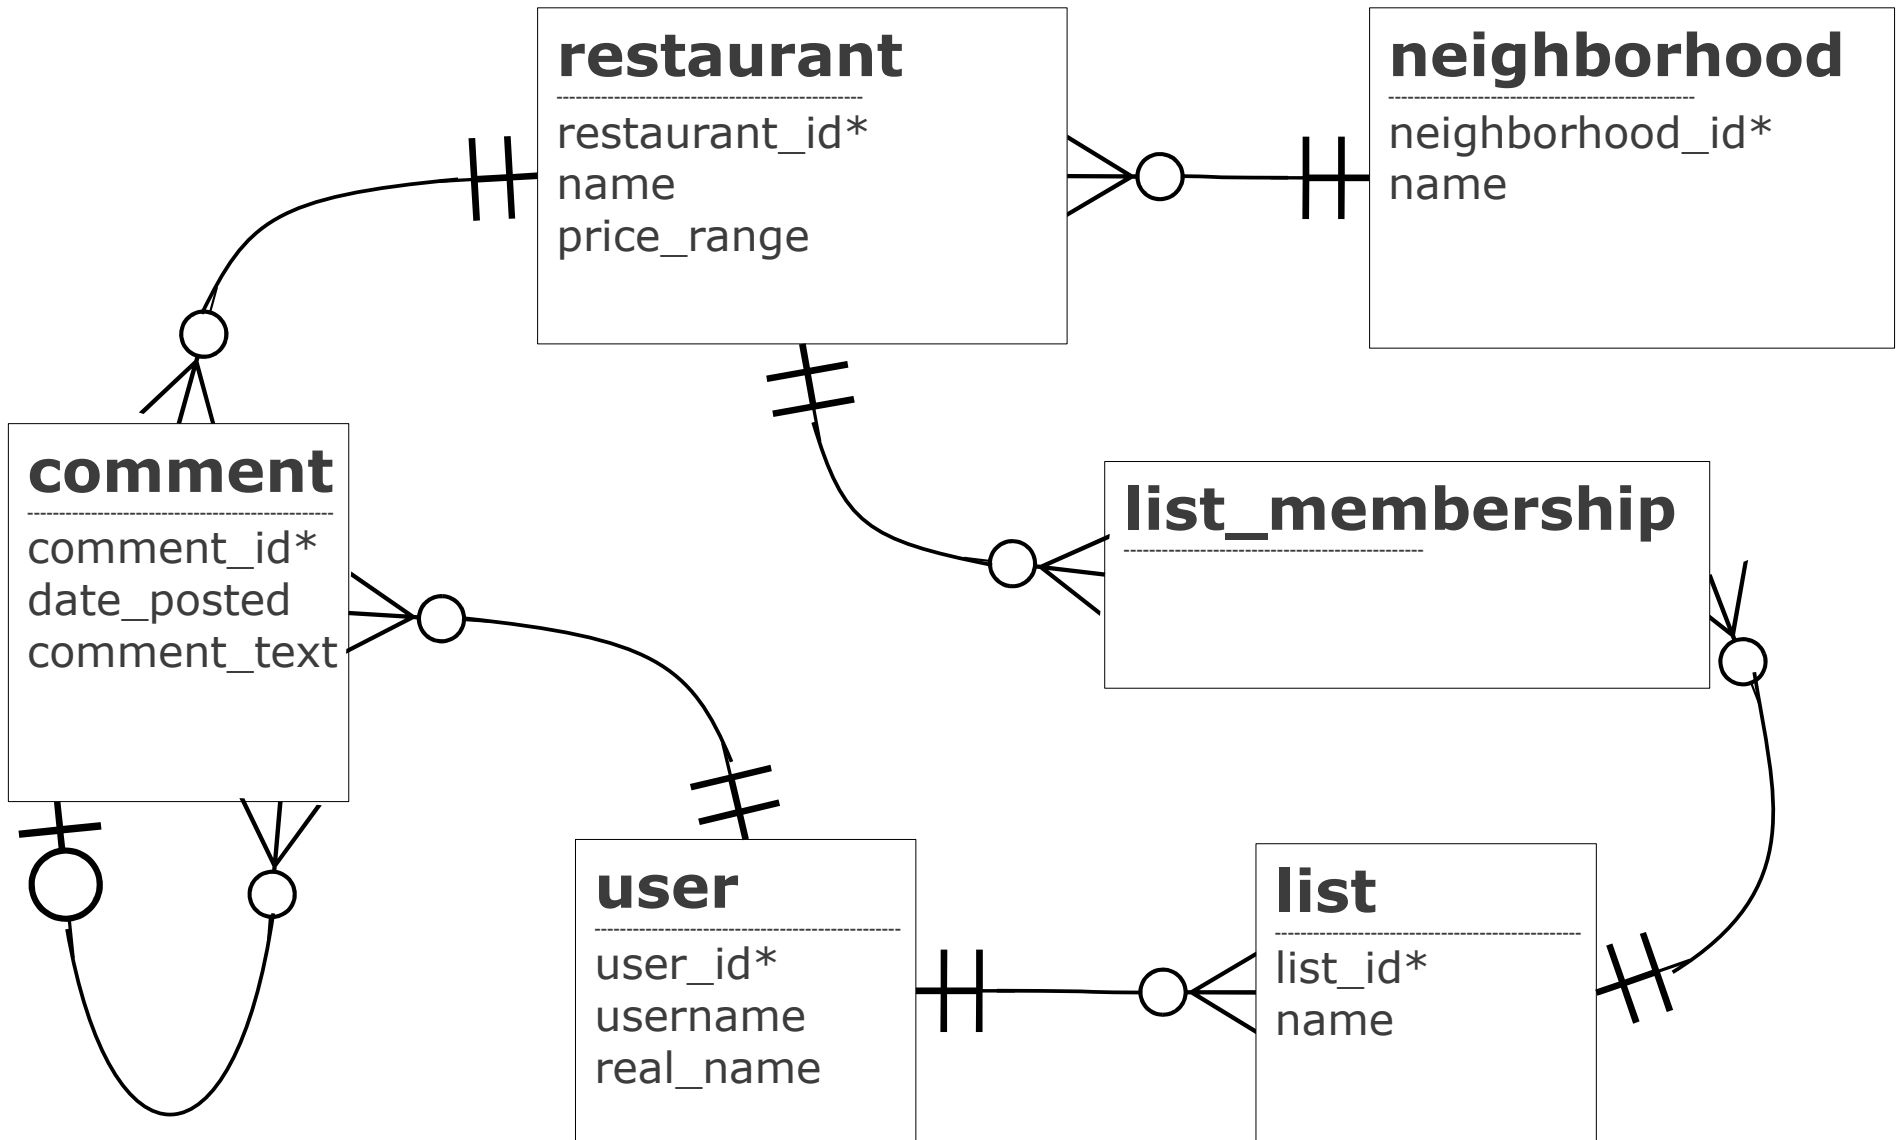 restaurant
restaurant_id*
name
price_range
neighborhood
neighborhood_id*
name
comment
comment_id*
date_posted
comment_text
list_membership
user
user_id*
username
real_name
list
list_id*
name